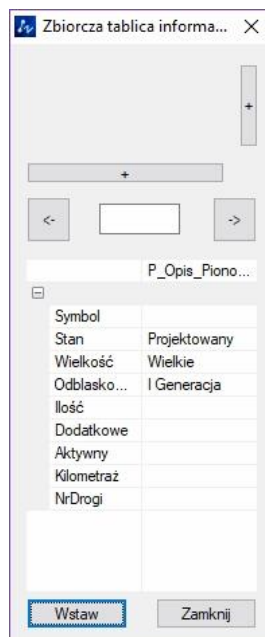 Zbiorcza tablica informa...
+
+
<-
->
P_Opis_Piono...
Symbol
Stan Projektowany
Wielkość Wielkie
Odblasko... I Generacja
Ilość
Dodatkowe
Aktywny
Kilometraż
NrDrogi
Wstaw Zamknij